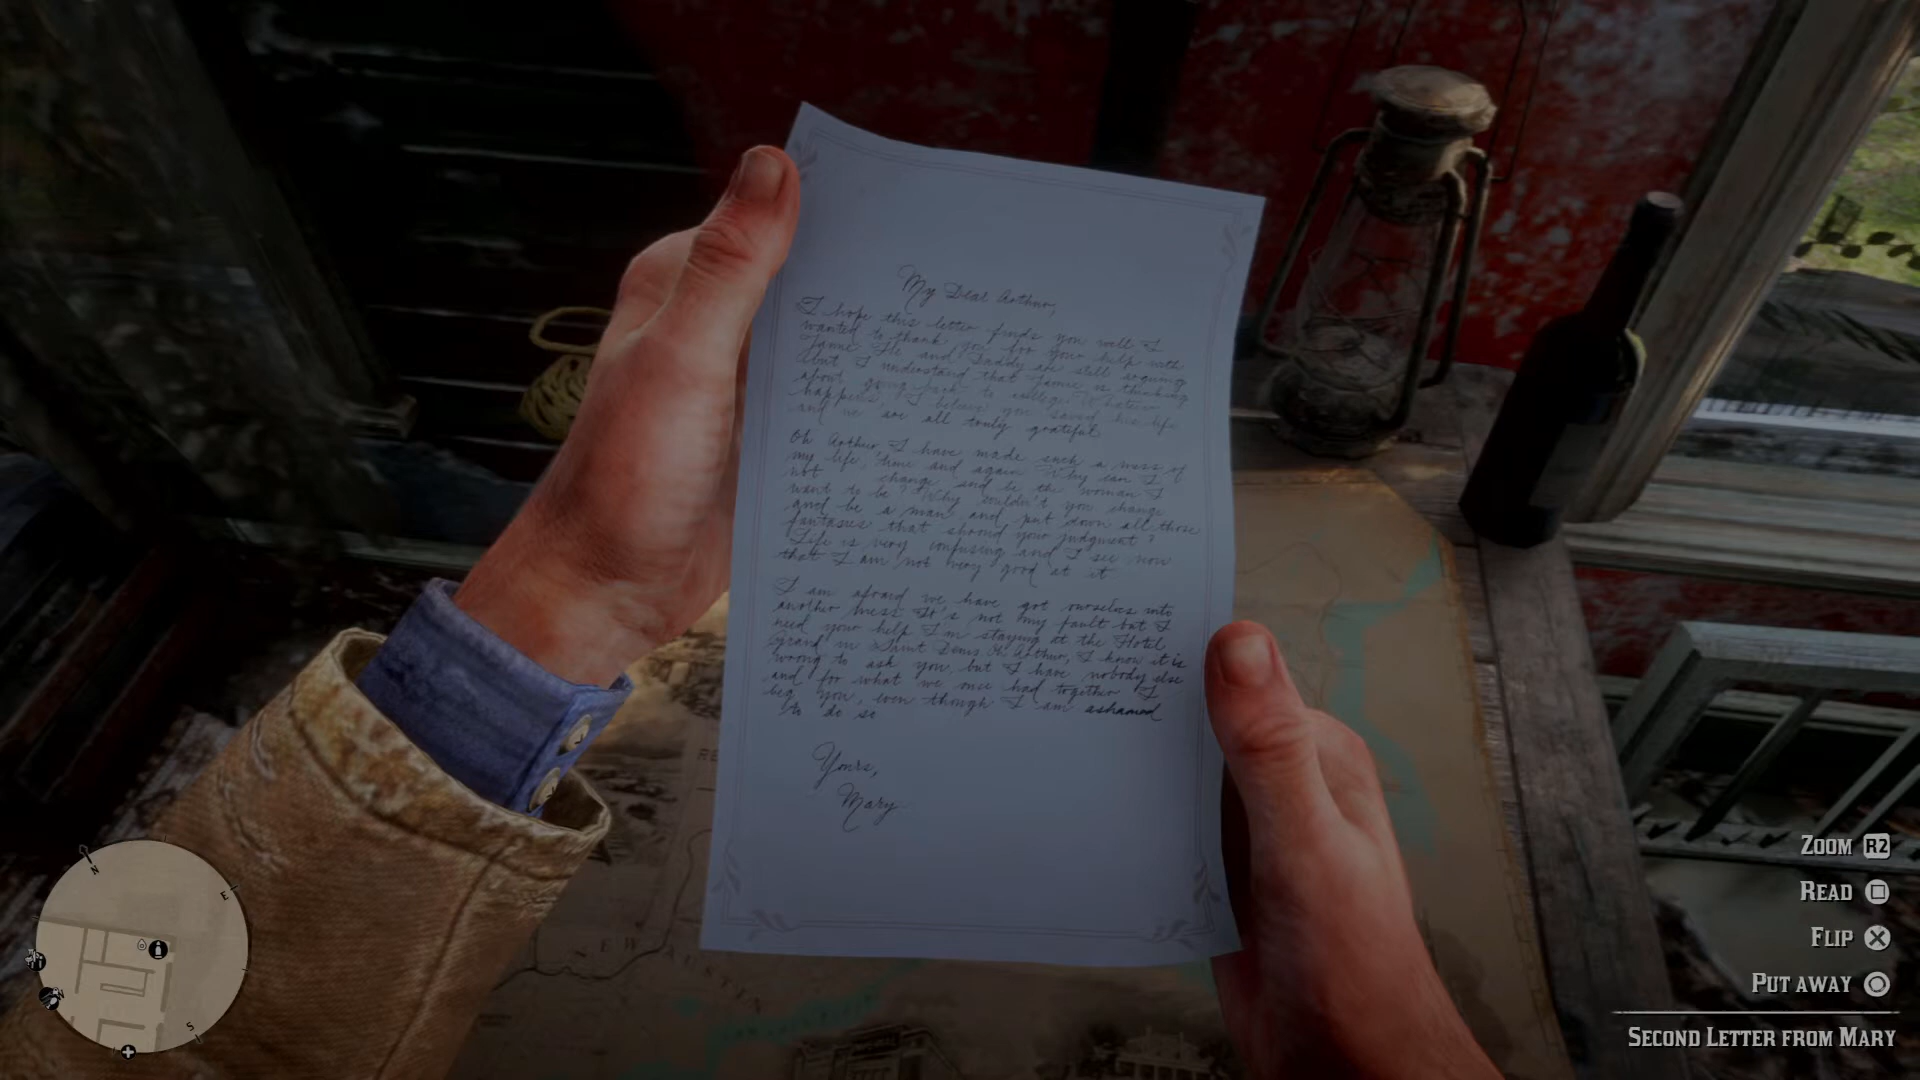 My Dear Arthur,
I hope this letter finds you well I
wanted to thank you for your help with
Jamie He and Daddy are still arguing
but I understand that Jamie is thinking
about going back to college. Whatever
happens, I believe you saved his life
and we are all truly grateful
Oh Arthur, I have made such a mess of
my life, time and again Why can I
not change and be the woman I
want to be? Why couldn't you change
and be a man and put down all those
fantasies that shroud your judgment?
Life is very confusing and I see now
that I am not very good at it
I am afraid we have got ourselves into
another mess It's not my fault but I
need your help I'm staying at the Hotel
Grand in Saint Denis Oh Arthur, I know it is
wrong to ask you but I have nobody else
and for what we once had together I
beg you, even though I am ashamed
to do so
Yours,
Mary
N
E
S
NEW AUSTIN
ZOOM R2
READ
FLIP
PUT AWAY
SECOND LETTER FROM MARY